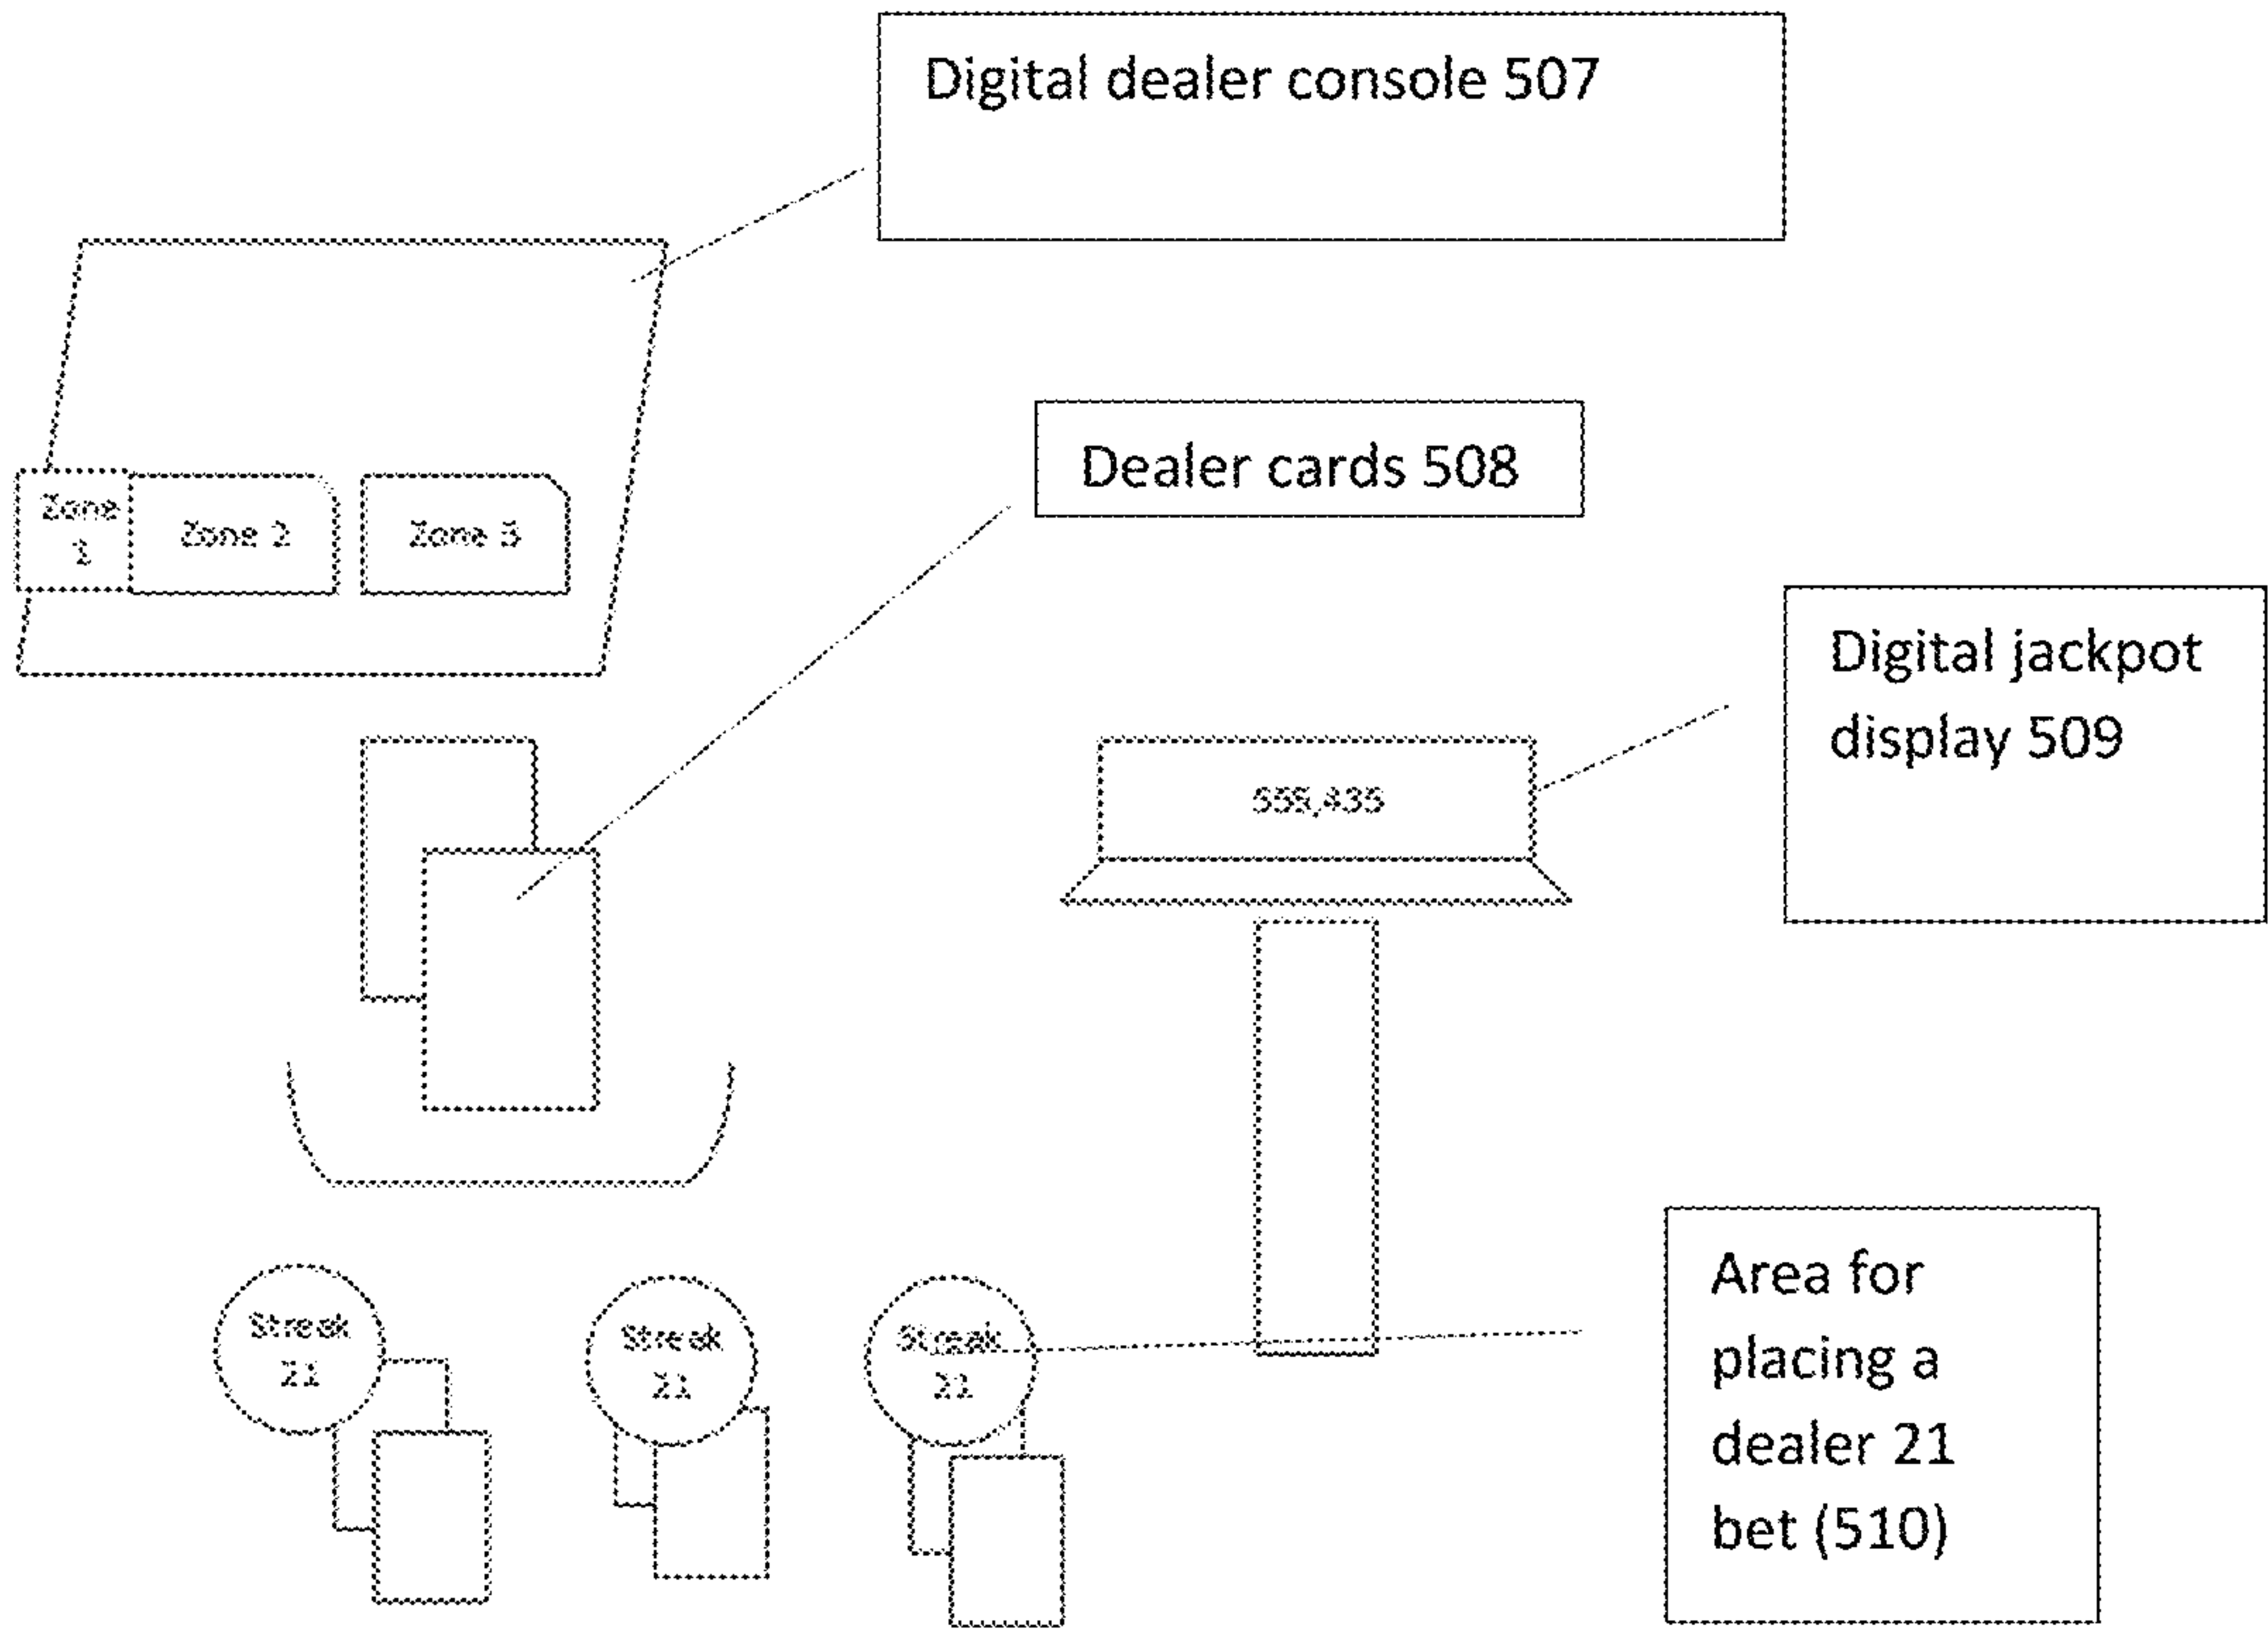 Digital dealer console 507
Dealer cards 508
Zone
1
Zone 2
Zone 3
Digital jackpot
display 509
Streak
21
Streak
21
Streak
21
Area for
placing a
dealer 21
bet (510)